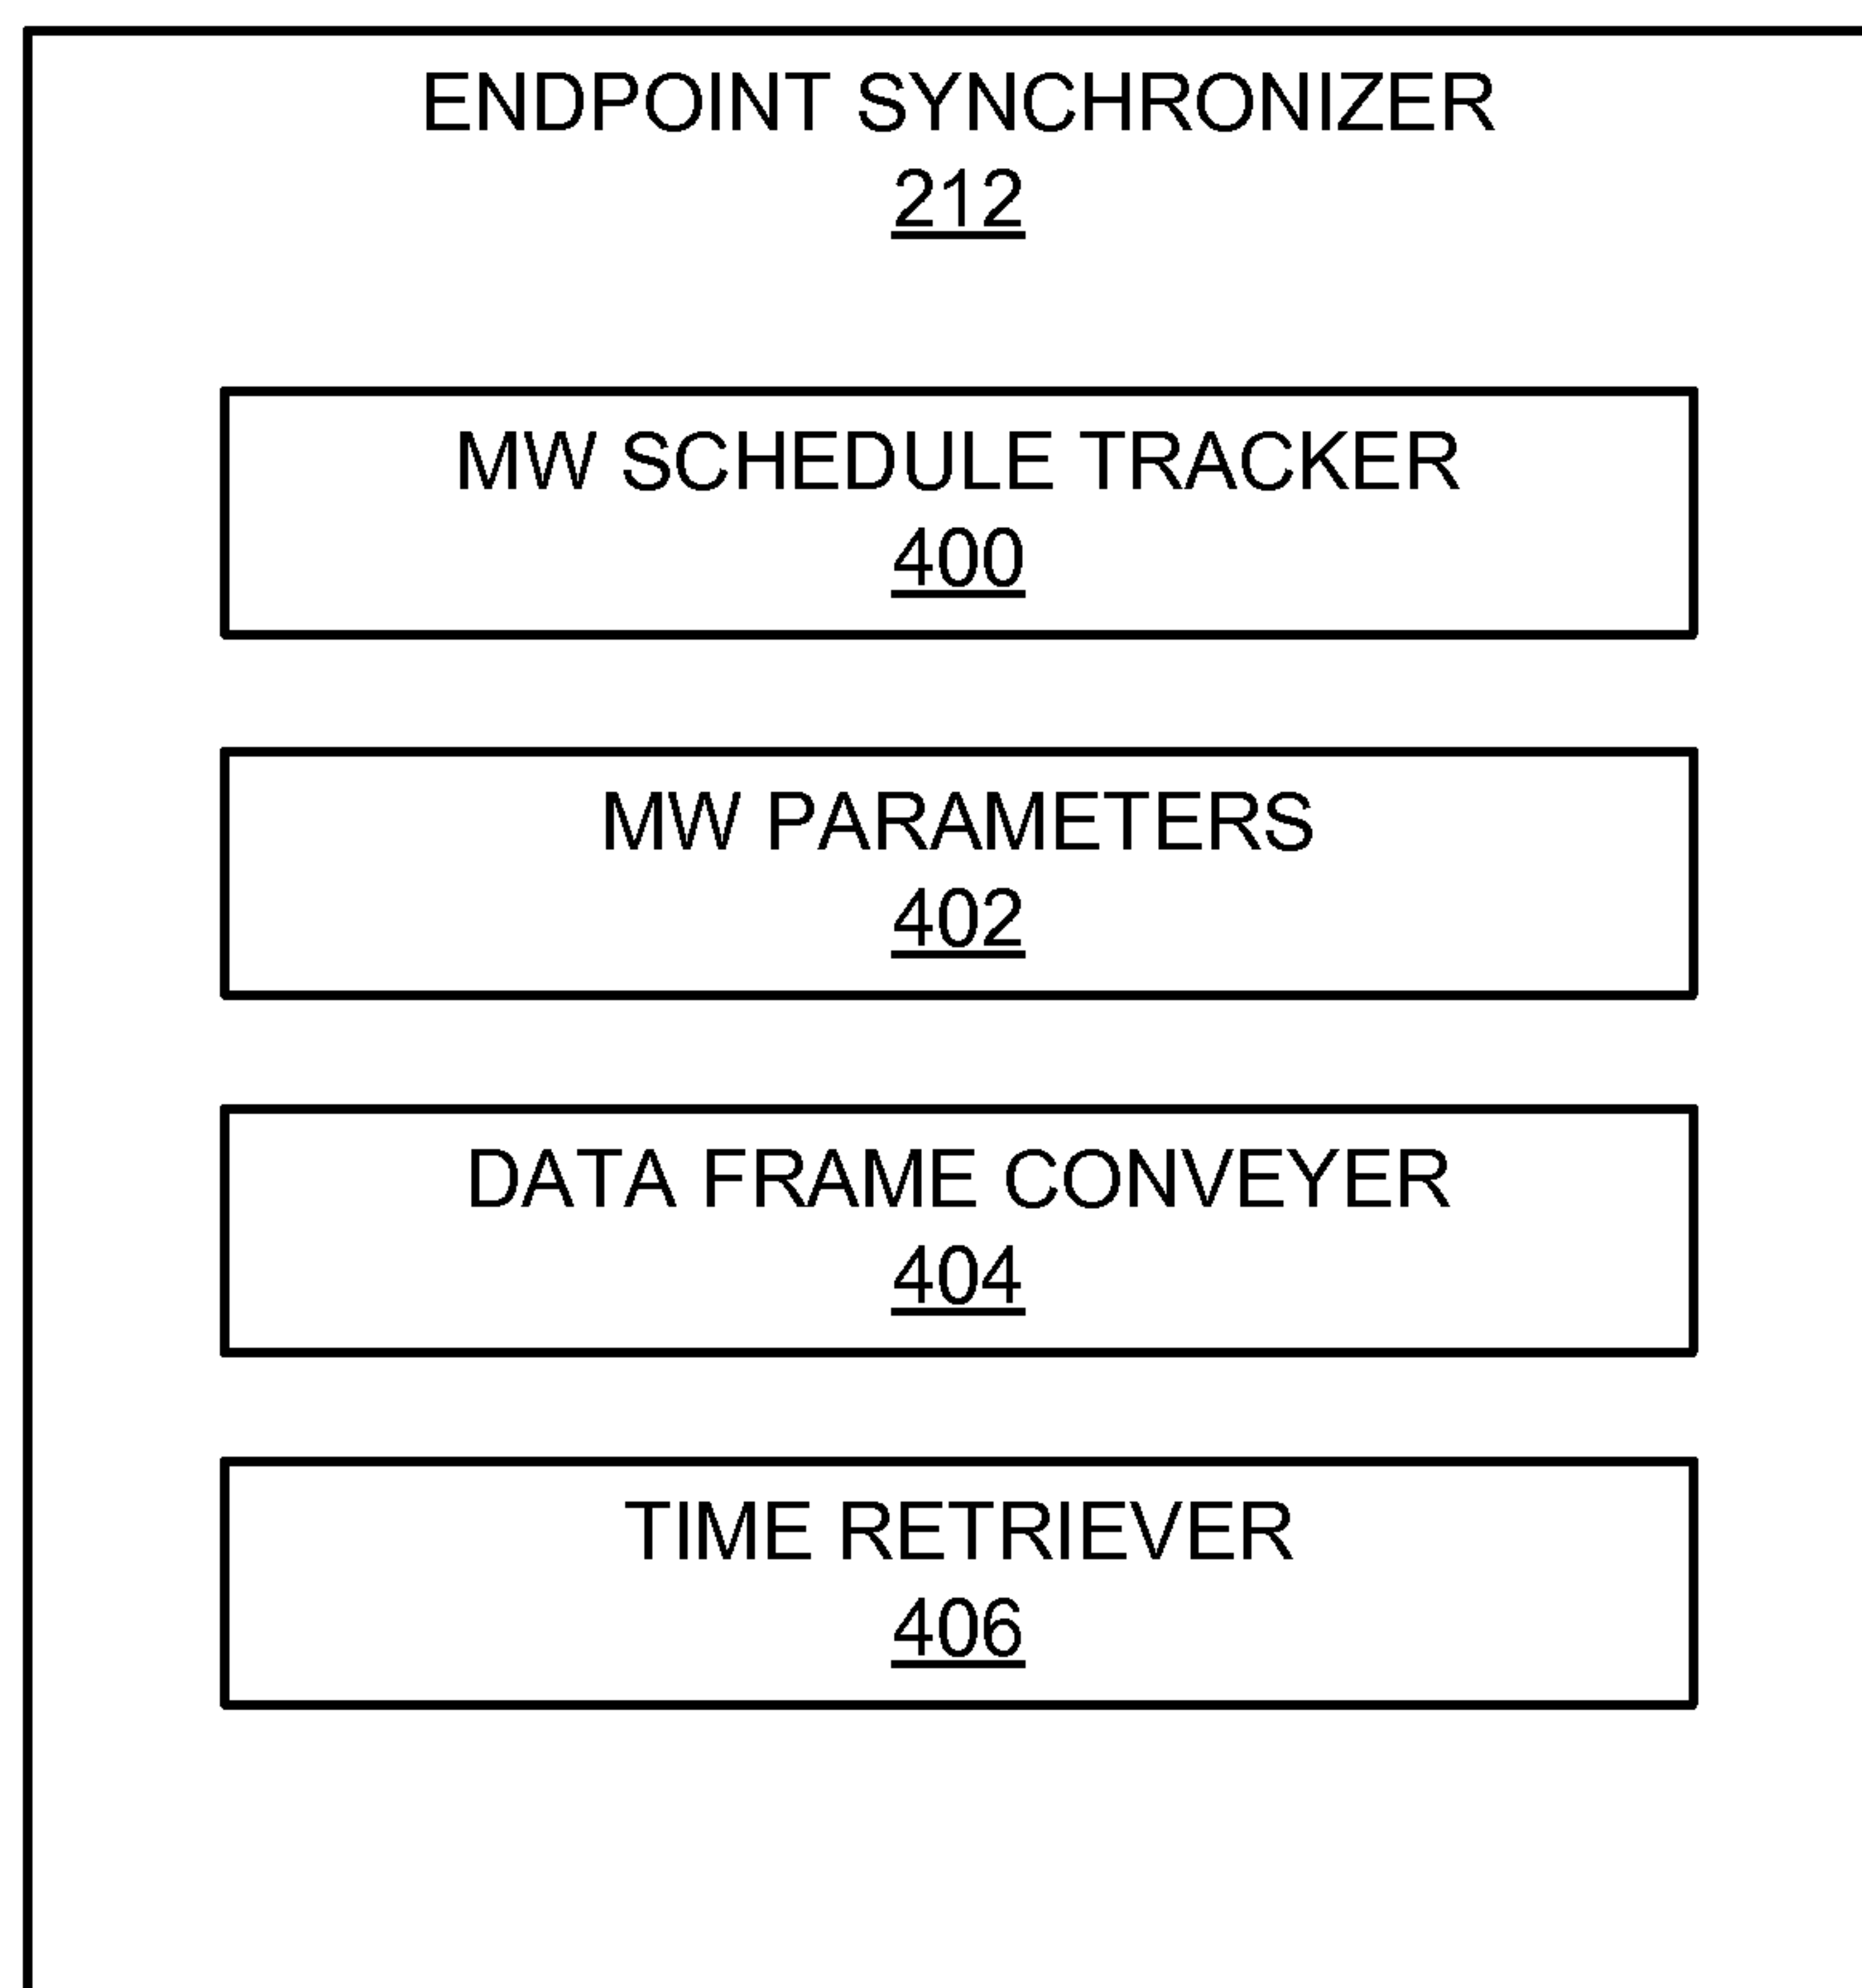 ENDPOINT SYNCHRONIZER
212
MW SCHEDULE TRACKER
400
MW PARAMETERS
402
DATA FRAME CONVEYER
404
TIME RETRIEVER
406